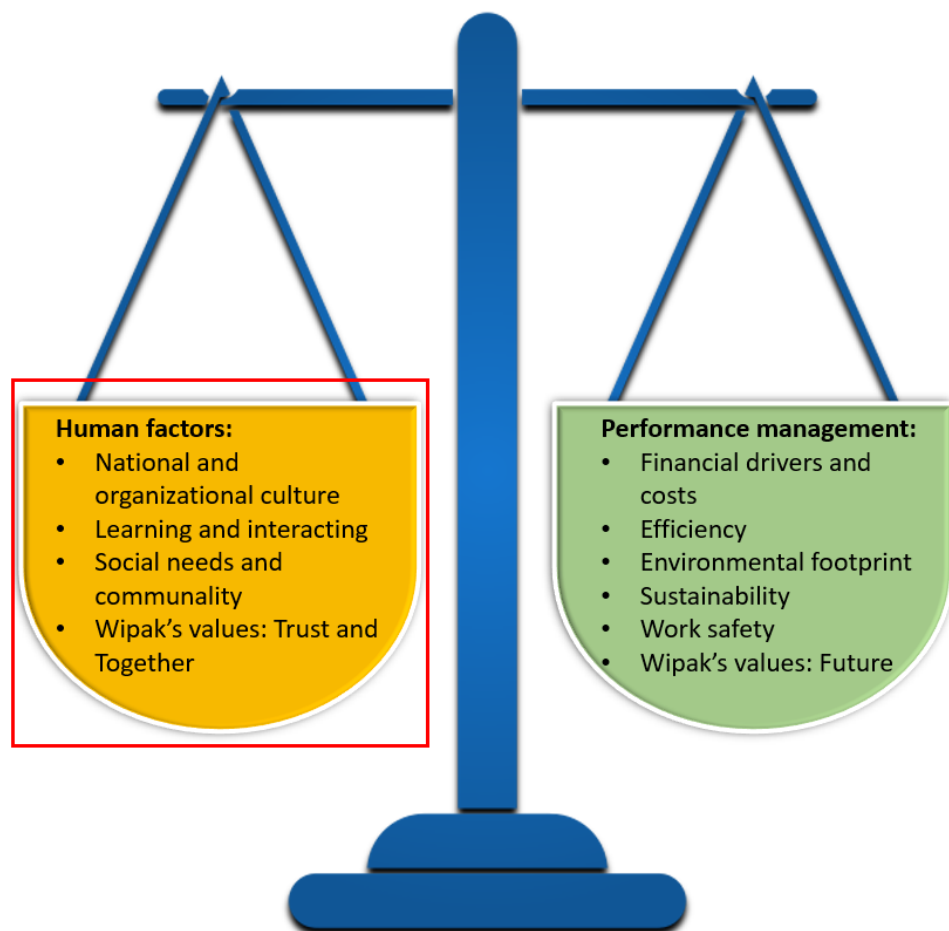 Human factors:
• National and
organizational culture
• Learning and interacting
• Social needs and
communality
• Wipak’s values: Trust and
Together
Performance management:
• Financial drivers and
costs
• Efficiency
• Environmental footprint
• Sustainability
• Work safety
• Wipak’s values: Future